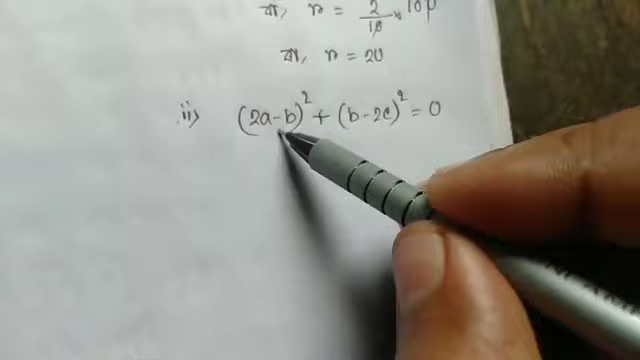 বা, n = 2/10 × 10p
বা, n = 20
ii) (2a-b)² + (b-2c)² = 0